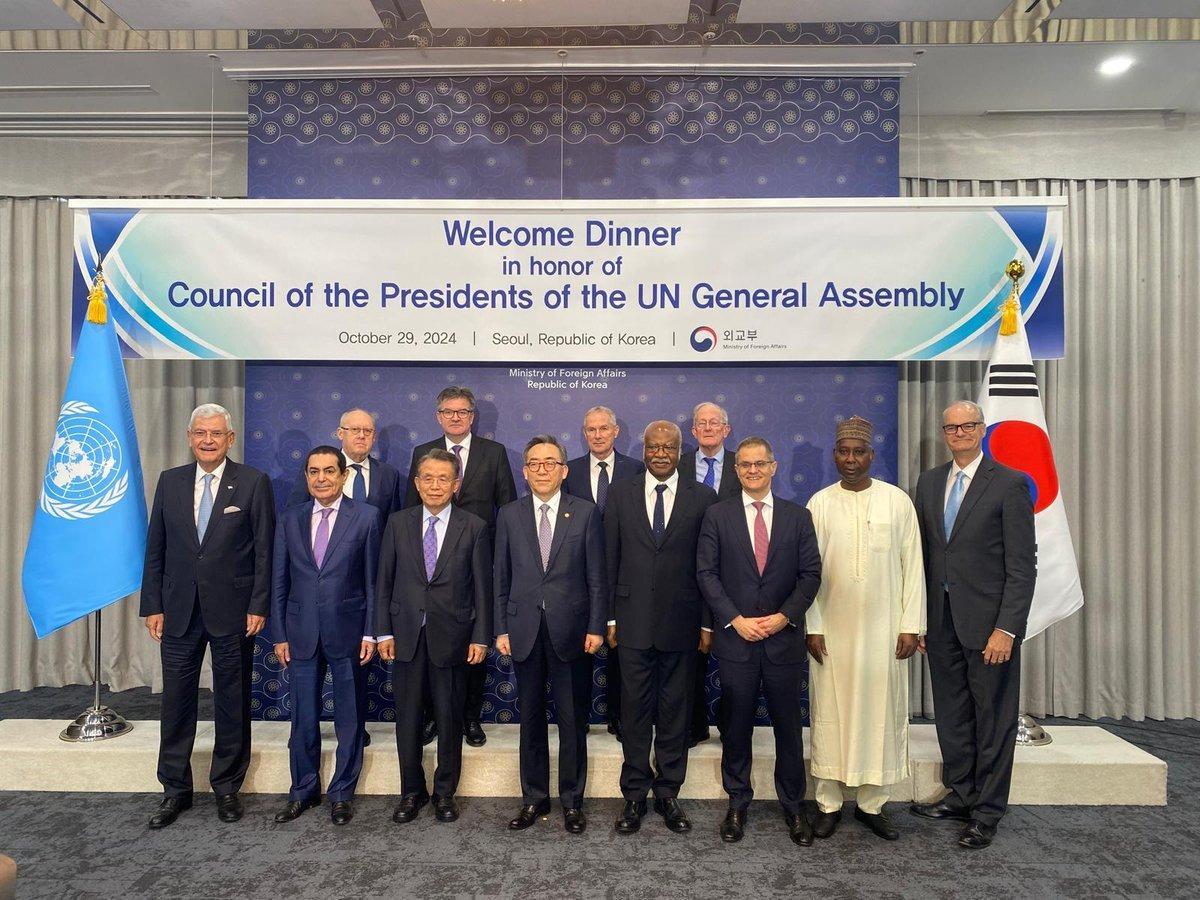 Welcome Dinner
in honor of
Council of the Presidents of the UN General Assembly
October 29, 2024 | Seoul, Republic of Korea | 외교부
Ministry of Foreign Affairs
Ministry of Foreign Affairs
Republic of Korea